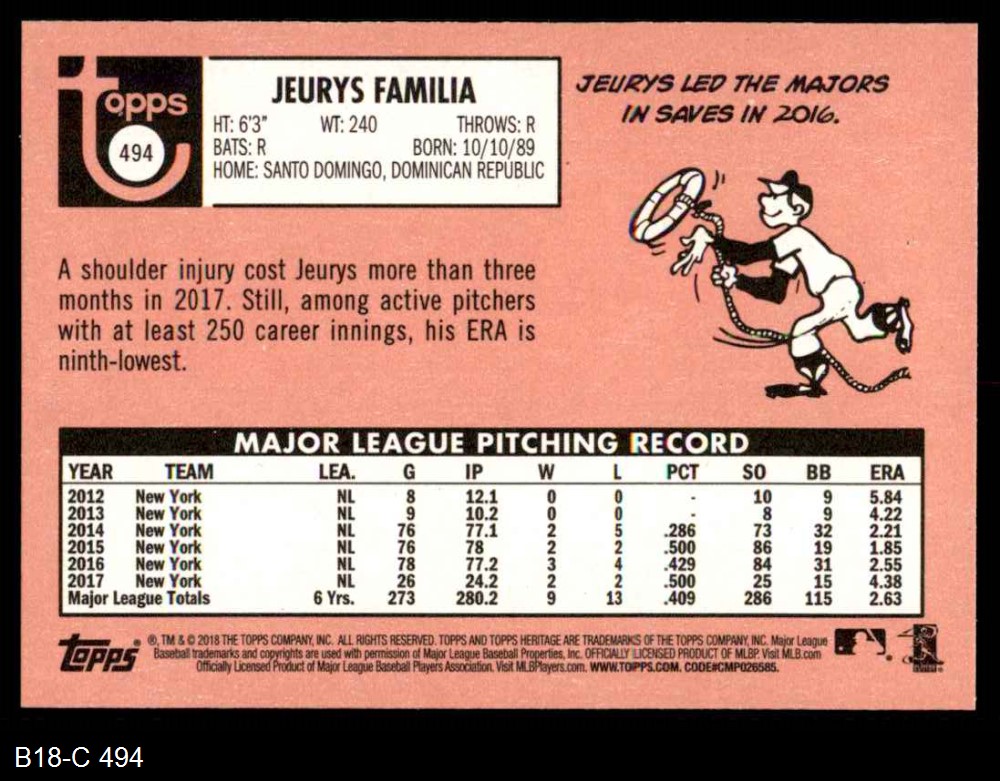 topps
494
JEURYS FAMILIA
HT: 6'3" WT: 240 THROWS: R
BATS: R BORN: 10/10/89
HOME: SANTO DOMINGO, DOMINICAN REPUBLIC
JEURYS LED THE MAJORS
IN SAVES IN 2016.
A shoulder injury cost Jeurys more than three
months in 2017. Still, among active pitchers
with at least 250 career innings, his ERA is
ninth-lowest.
MAJOR LEAGUE PITCHING RECORD
YEAR TEAM LEA. G IP W L PCT SO BB ERA
2012 New York NL 8 12.1 0 0 - 10 9 5.84
2013 New York NL 9 10.2 0 0 - 8 9 4.22
2014 New York NL 76 77.1 2 5 .286 73 32 2.21
2015 New York NL 76 78 2 2 .500 86 19 1.85
2016 New York NL 78 77.2 3 4 .429 84 31 2.55
2017 New York NL 26 24.2 2 2 .500 25 15 4.38
Major League Totals 6 Yrs. 273 280.2 9 13 .409 286 115 2.63
topps
®, TM & © 2018 THE TOPPS COMPANY, INC. ALL RIGHTS RESERVED. TOPPS AND TOPPS HERITAGE ARE TRADEMARKS OF THE TOPPS COMPANY, INC. Major League
Baseball trademarks and copyrights are used with permission of Major League Baseball Properties, Inc. OFFICIALLY LICENSED PRODUCT OF MLBP. Visit MLB.com
Officially Licensed Product of Major League Baseball Players Association. Visit MLBPlayers.com. WWW.TOPPS.COM. CODE#CMP026585.
B18-C 494